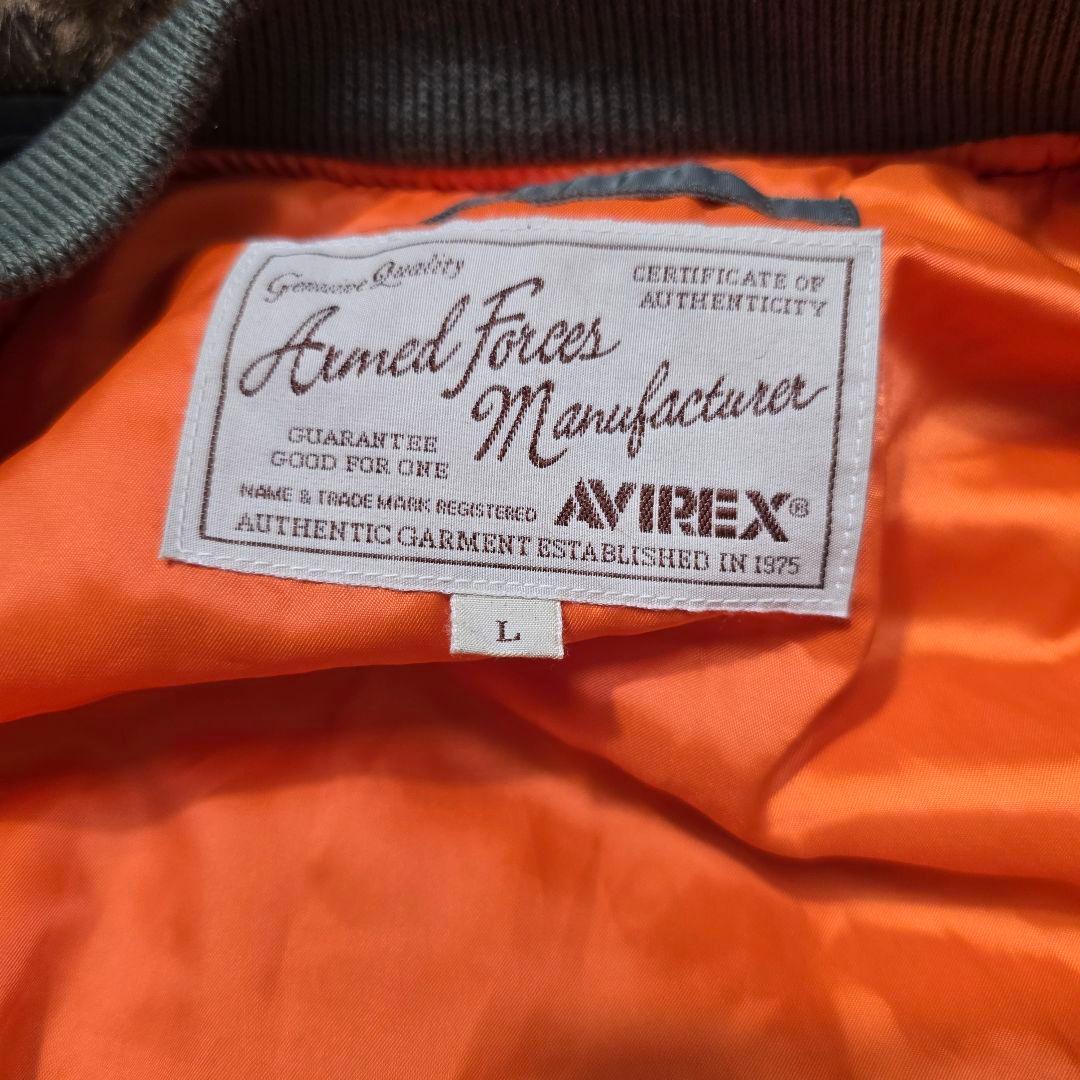 Genuine Quality
CERTIFICATE OF
AUTHENTICITY
Armed Forces
Manufacturer
GUARANTEE
GOOD FOR ONE
NAME & TRADE MARK REGISTERED
AVIREX®
AUTHENTIC GARMENT ESTABLISHED IN 1975
L